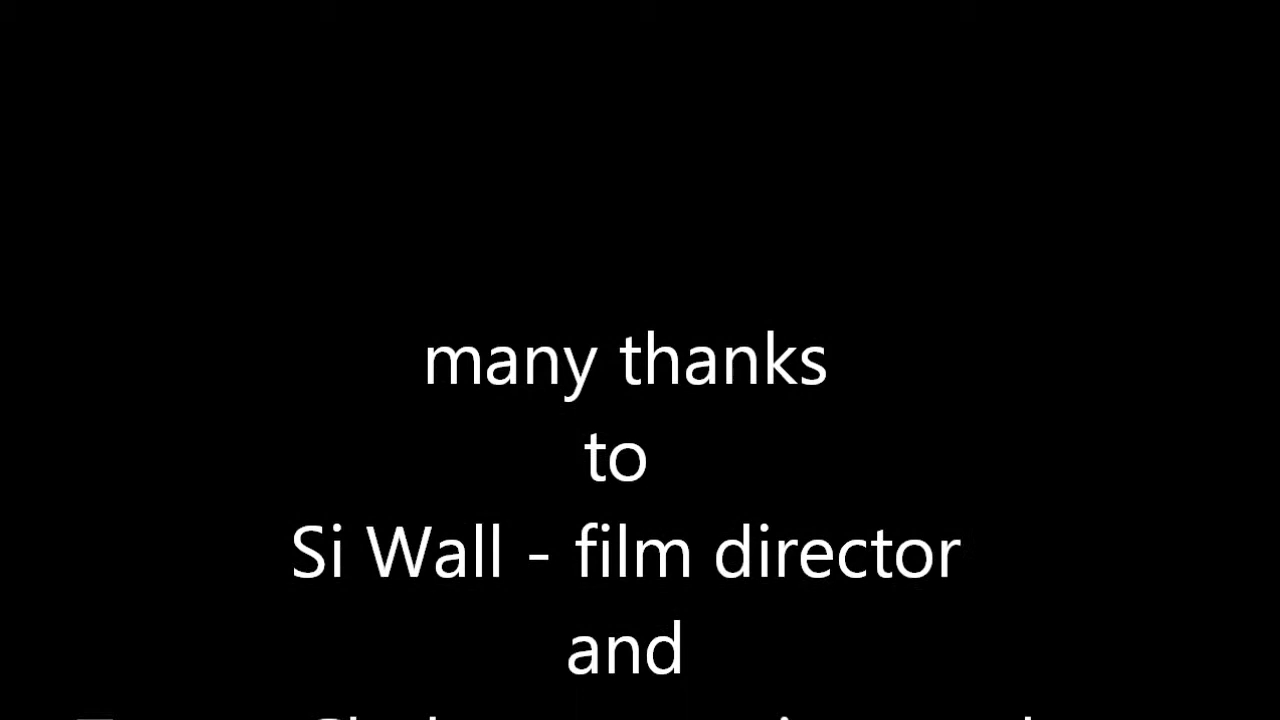 many thanks
to
Si Wall - film director
and